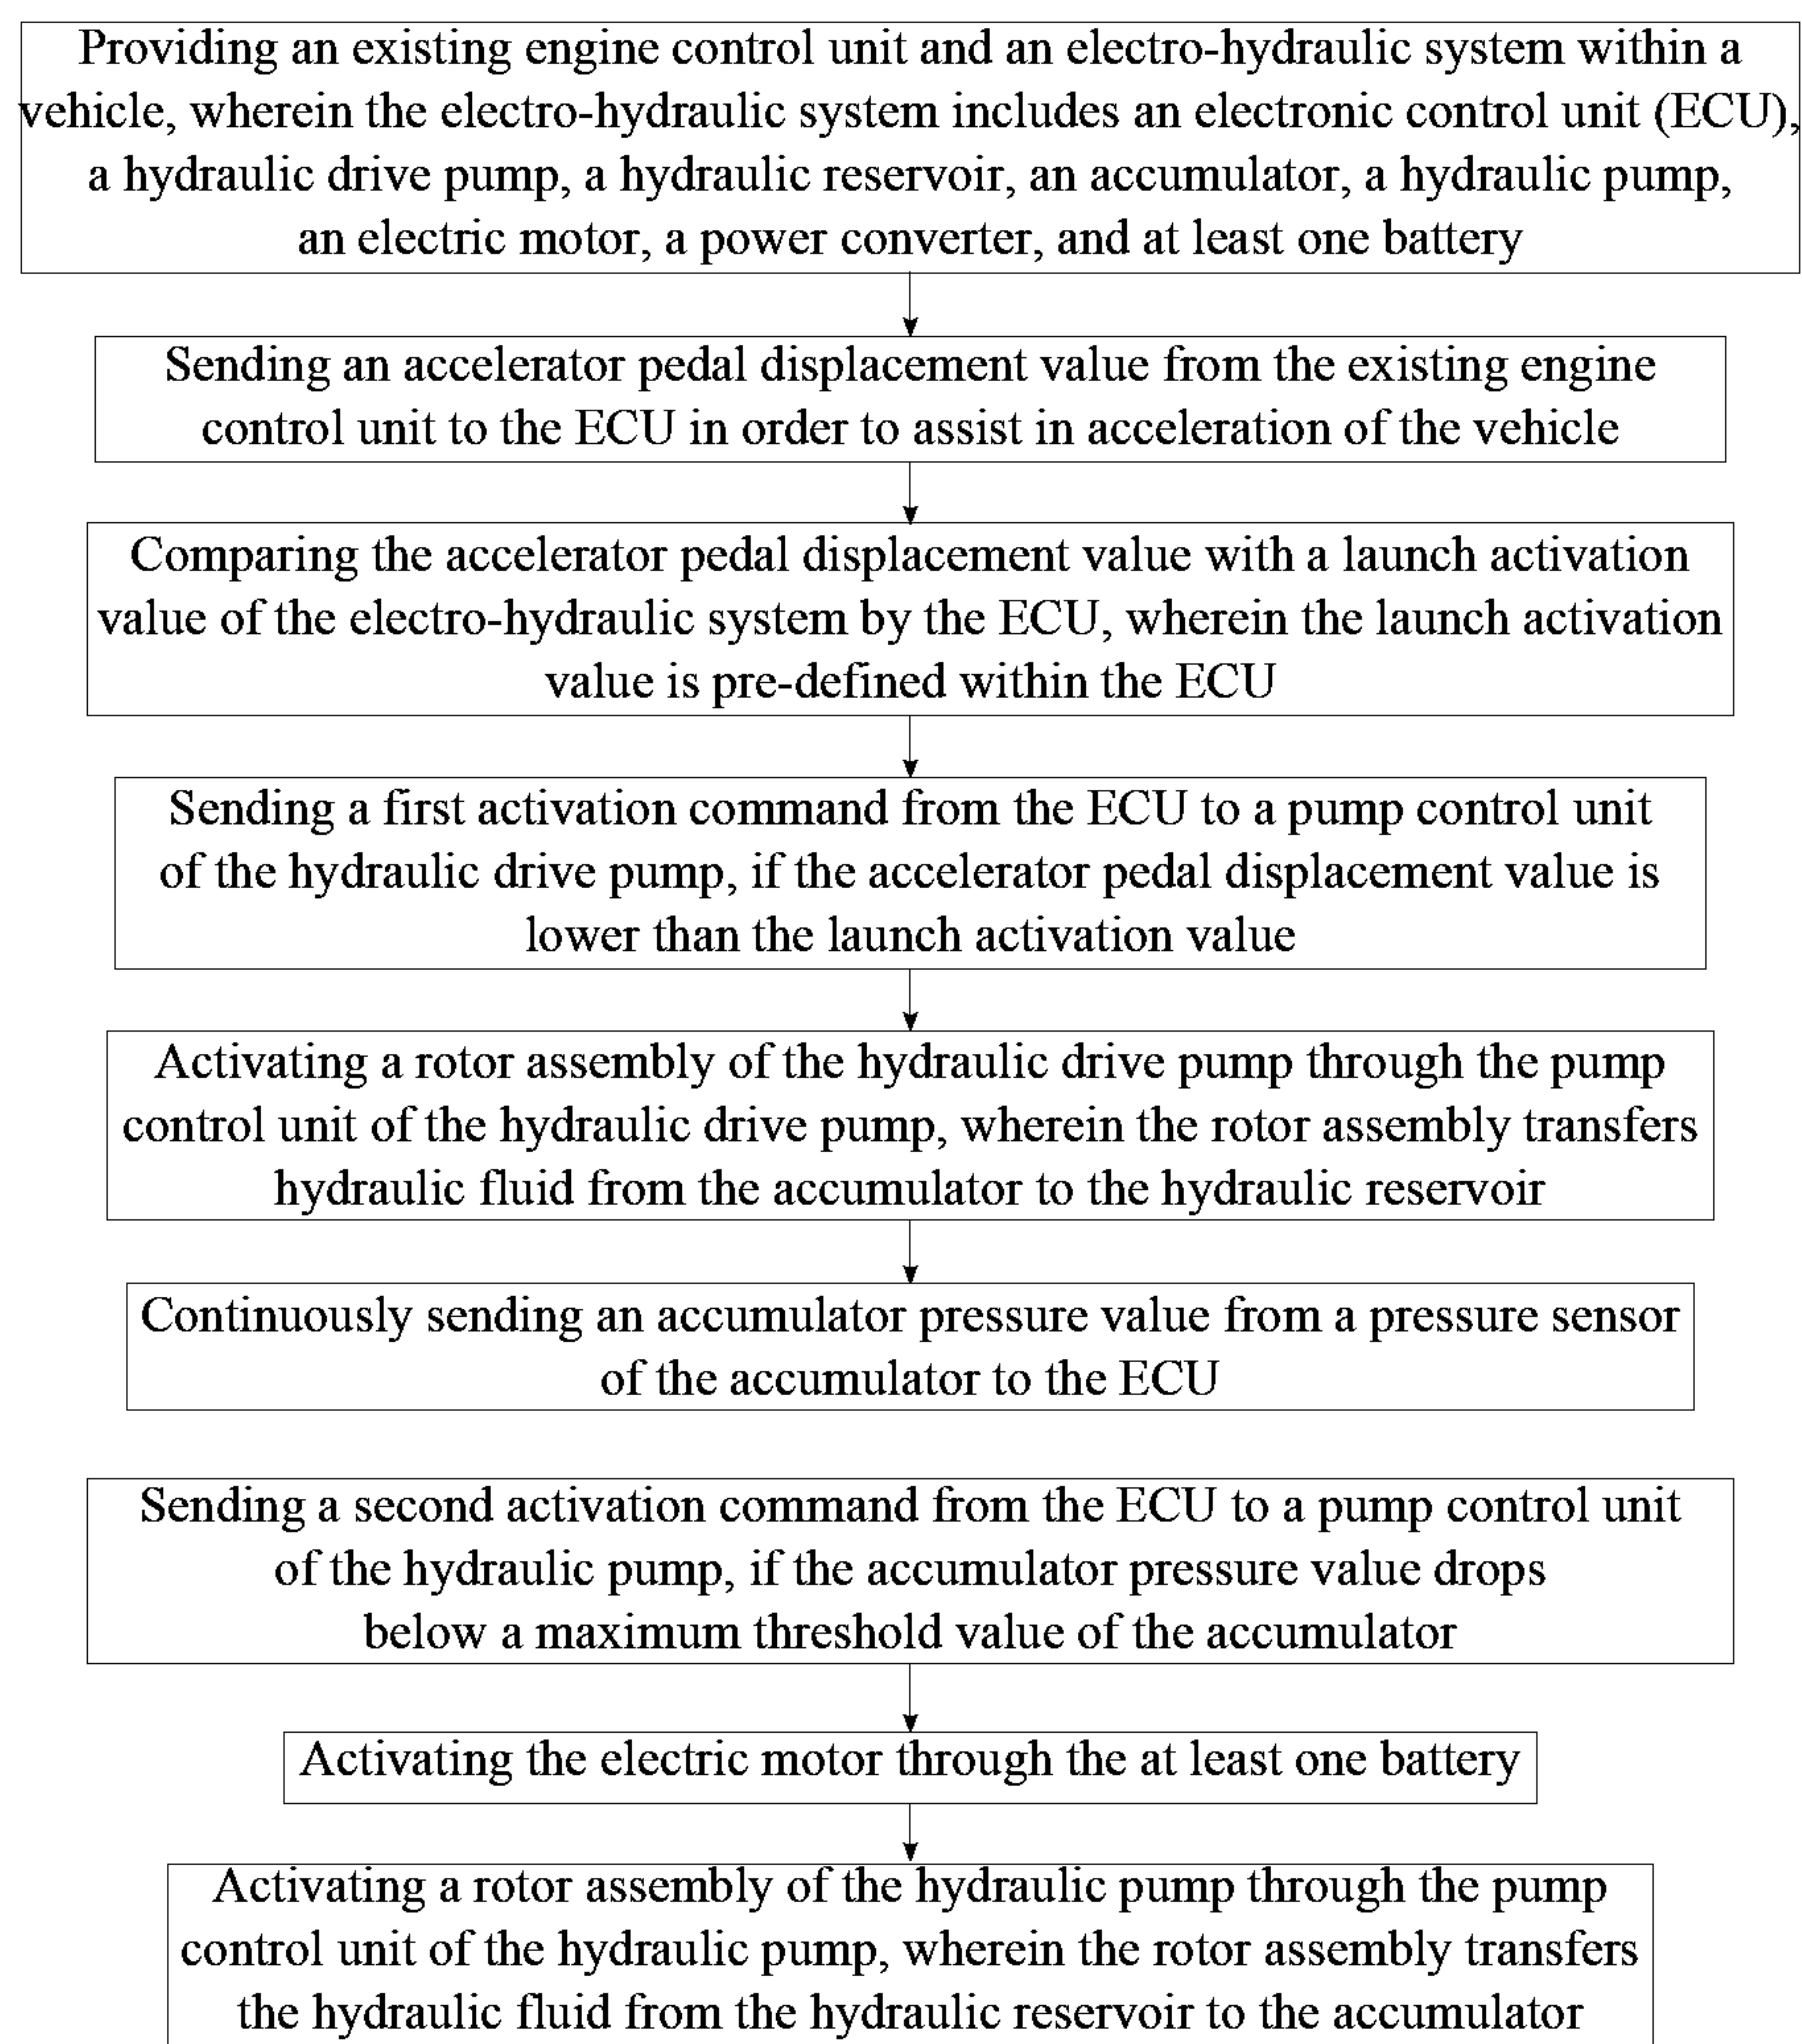 Providing an existing engine control unit and an electro-hydraulic system within a
vehicle, wherein the electro-hydraulic system includes an electronic control unit (ECU),
a hydraulic drive pump, a hydraulic reservoir, an accumulator, a hydraulic pump,
an electric motor, a power converter, and at least one battery
Sending an accelerator pedal displacement value from the existing engine
control unit to the ECU in order to assist in acceleration of the vehicle
Comparing the accelerator pedal displacement value with a launch activation
value of the electro-hydraulic system by the ECU, wherein the launch activation
value is pre-defined within the ECU
Sending a first activation command from the ECU to a pump control unit
of the hydraulic drive pump, if the accelerator pedal displacement value is
lower than the launch activation value
Activating a rotor assembly of the hydraulic drive pump through the pump
control unit of the hydraulic drive pump, wherein the rotor assembly transfers
hydraulic fluid from the accumulator to the hydraulic reservoir
Continuously sending an accumulator pressure value from a pressure sensor
of the accumulator to the ECU
Sending a second activation command from the ECU to a pump control unit
of the hydraulic pump, if the accumulator pressure value drops
below a maximum threshold value of the accumulator
Activating the electric motor through the at least one battery
Activating a rotor assembly of the hydraulic pump through the pump
control unit of the hydraulic pump, wherein the rotor assembly transfers
the hydraulic fluid from the hydraulic reservoir to the accumulator